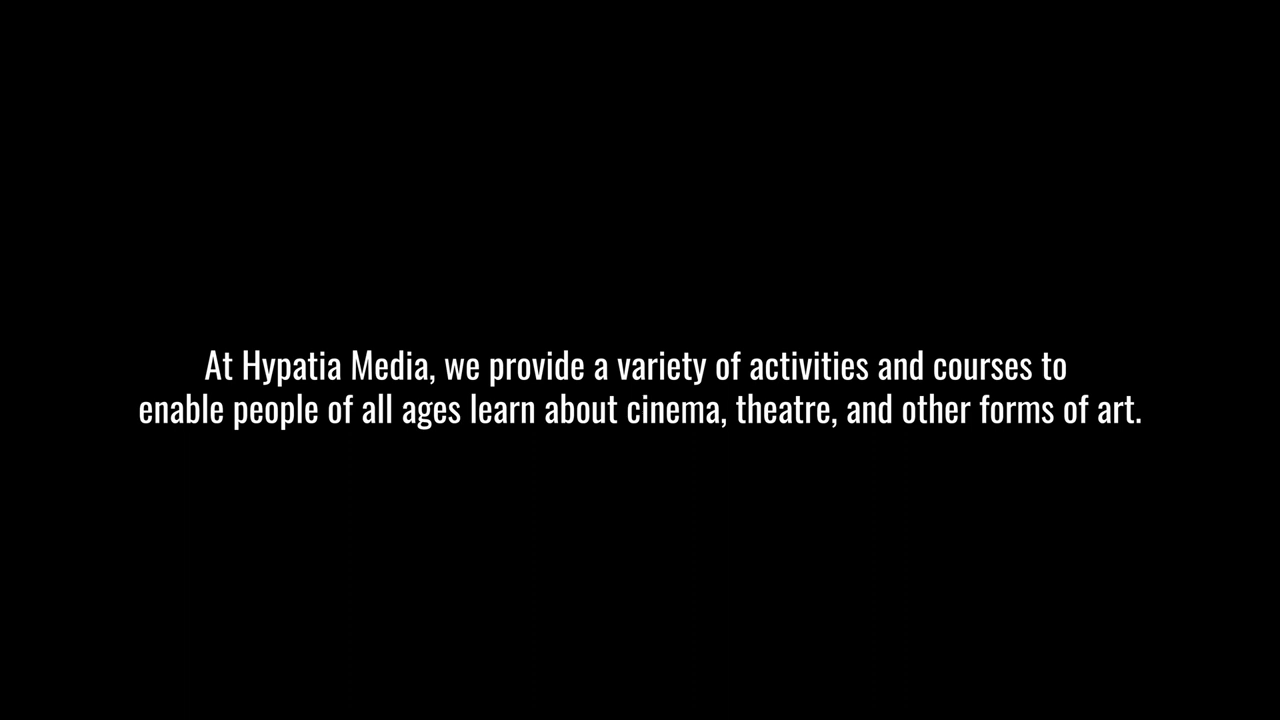 At Hypatia Media, we provide a variety of activities and courses to
enable people of all ages learn about cinema, theatre, and other forms of art.